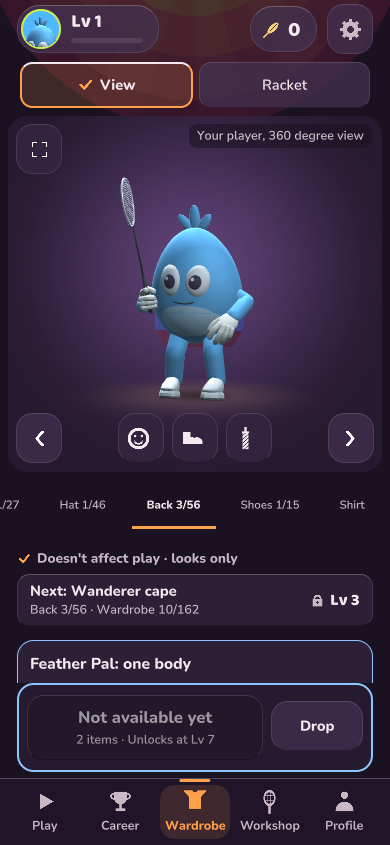 Lv 1
0
View
Racket
Your player, 360 degree view
/27
Hat 1/46
Back 3/56
Shoes 1/15
Shirt
Doesn't affect play · looks only
Next: Wanderer cape
Back 3/56 · Wardrobe 10/162
Lv 3
Feather Pal: one body
Not available yet
2 items · Unlocks at Lv 7
Drop
Play
Career
Wardrobe
Workshop
Profile